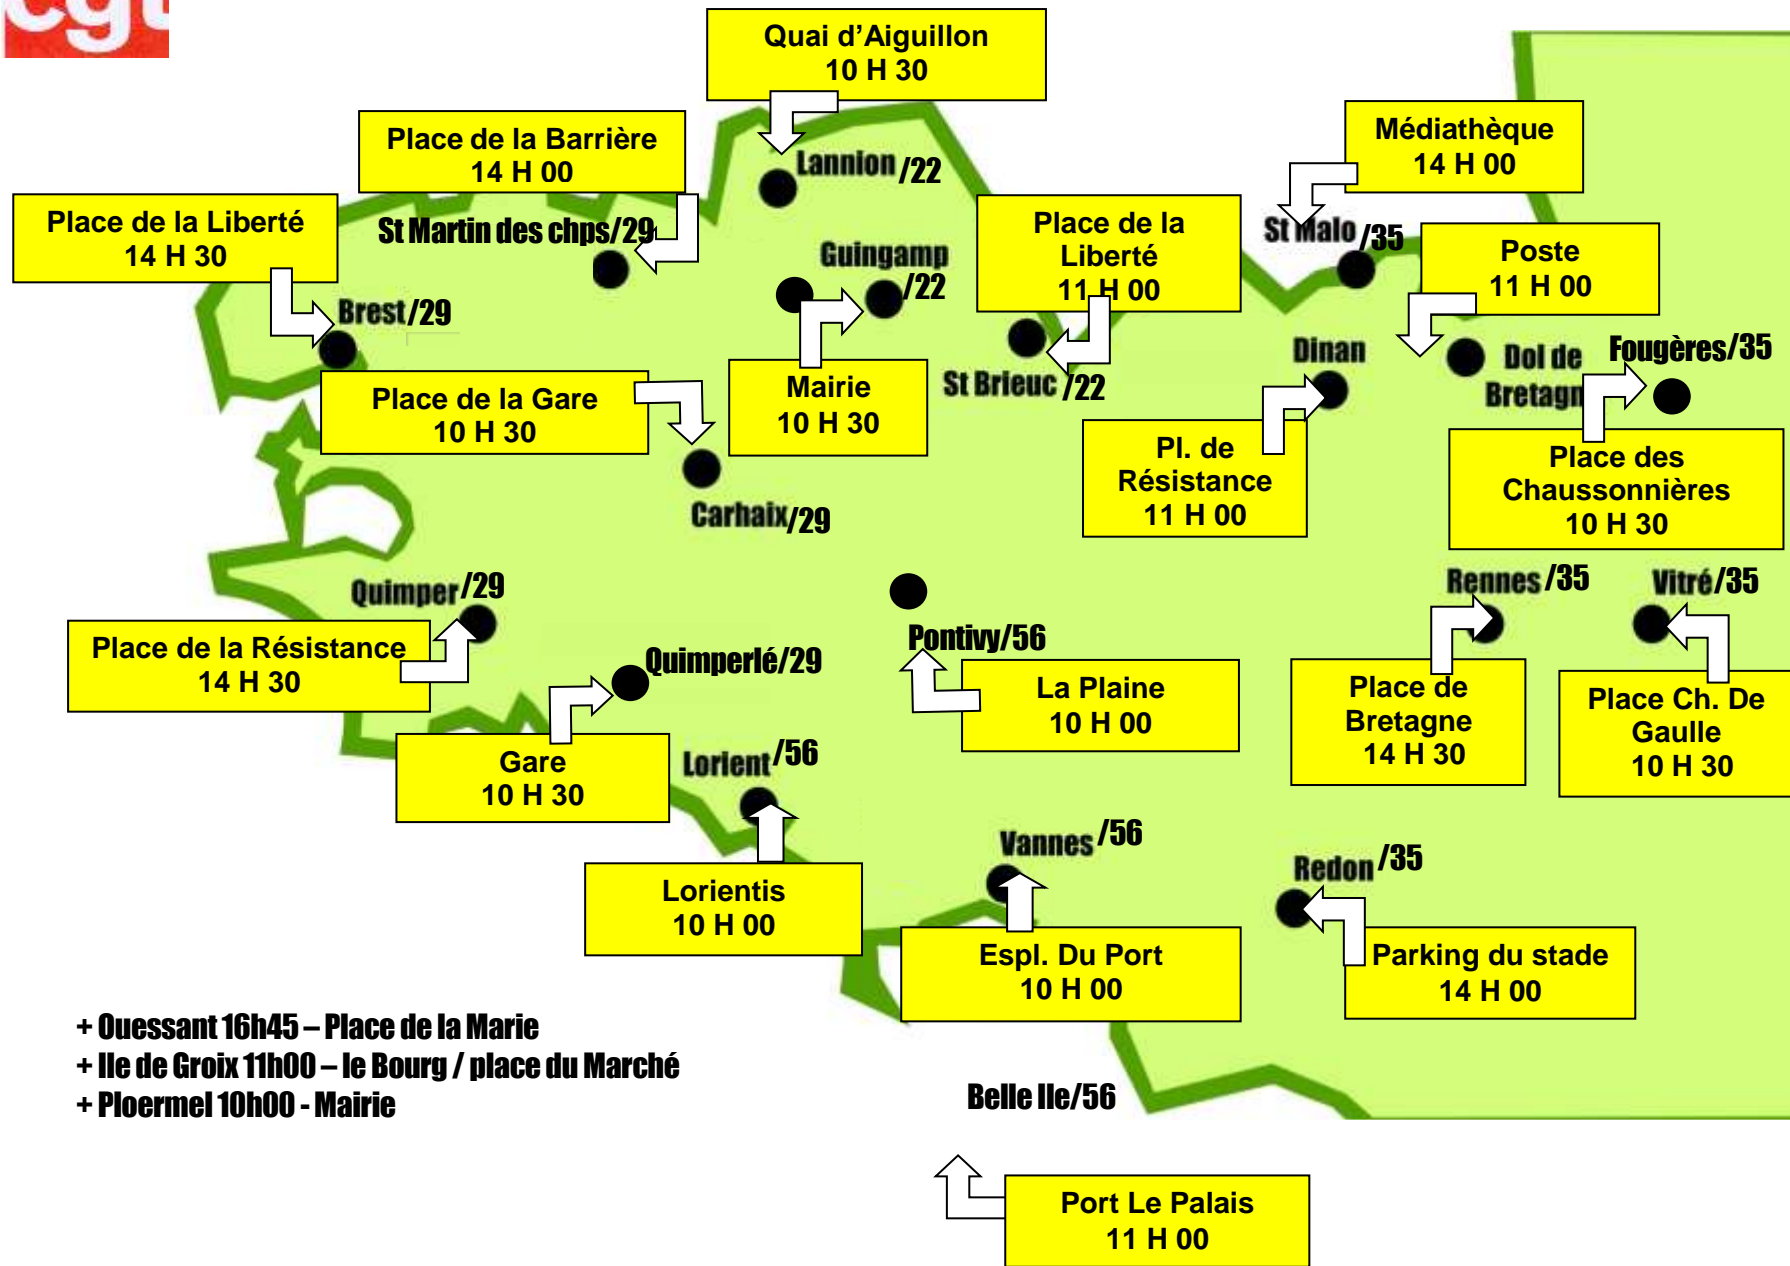 cgt
Quai d’Aiguillon
10 H 30
Place de la Barrière
14 H 00
Médiathèque
14 H 00
Lannion /22
Place de la Liberté
14 H 30
St Martin des chps/29
Place de la
Liberté
11 H 00
St Malo /35
Poste
11 H 00
Guingamp
/22
Brest/29
Dinan
Dol de
Bretagn
Fougères/35
Place de la Gare
10 H 30
Mairie
10 H 30
St Brieuc /22
Pl. de
Résistance
11 H 00
Place des
Chaussonnières
10 H 30
Carhaix/29
Quimper/29
Rennes /35
Vitré/35
Place de la Résistance
14 H 30
Quimperlé/29
Pontivy/56
La Plaine
10 H 00
Place de
Bretagne
14 H 30
Place Ch. De
Gaulle
10 H 30
Gare
10 H 30
Lorient/56
Vannes /56
Redon /35
Lorientis
10 H 00
Espl. Du Port
10 H 00
Parking du stade
14 H 00
+ Ouessant 16h45 – Place de la Marie
+ Ile de Groix 11h00 – le Bourg / place du Marché
+ Ploermel 10h00 - Mairie
Belle Ile/56
Port Le Palais
11 H 00